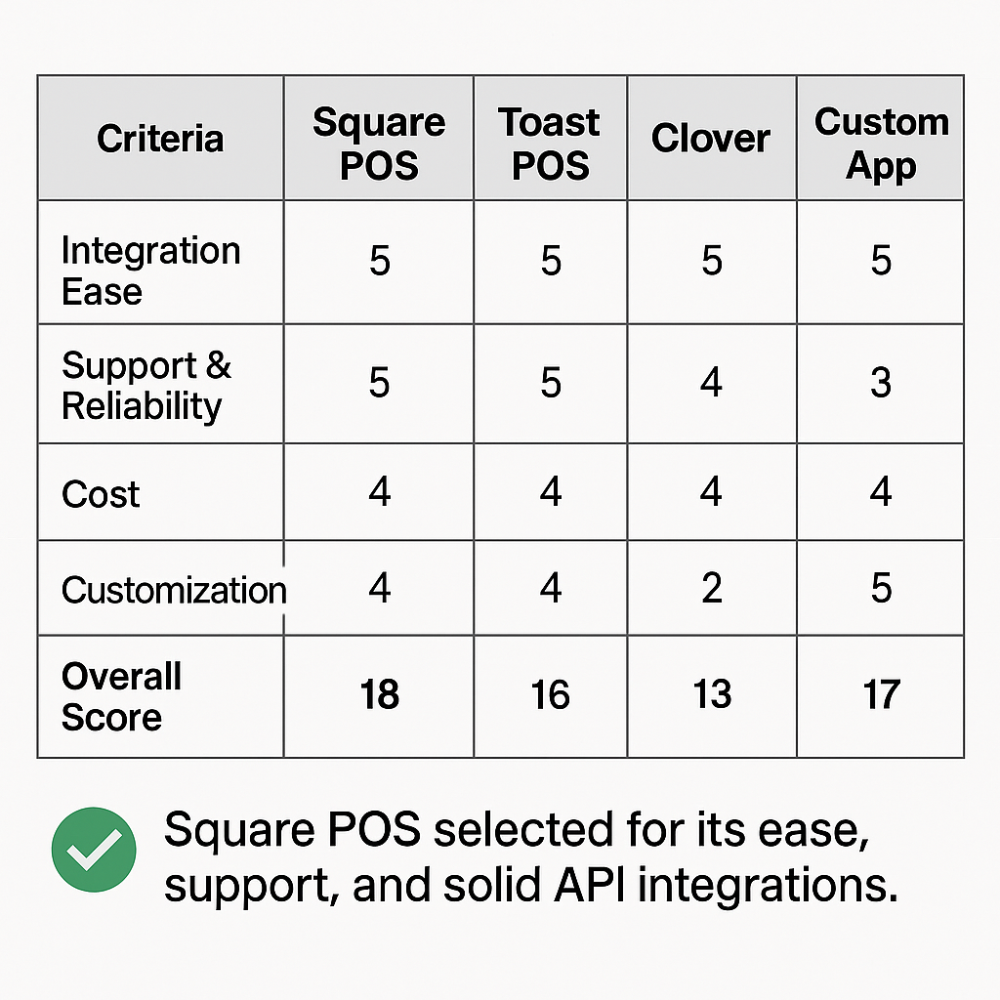 Criteria Square POS Toast POS Clover Custom App
Integration Ease 5 5 5 5
Support & Reliability 5 5 4 3
Cost 4 4 4 4
Customization 4 4 2 5
Overall Score 18 16 13 17
Square POS selected for its ease,
support, and solid API integrations.